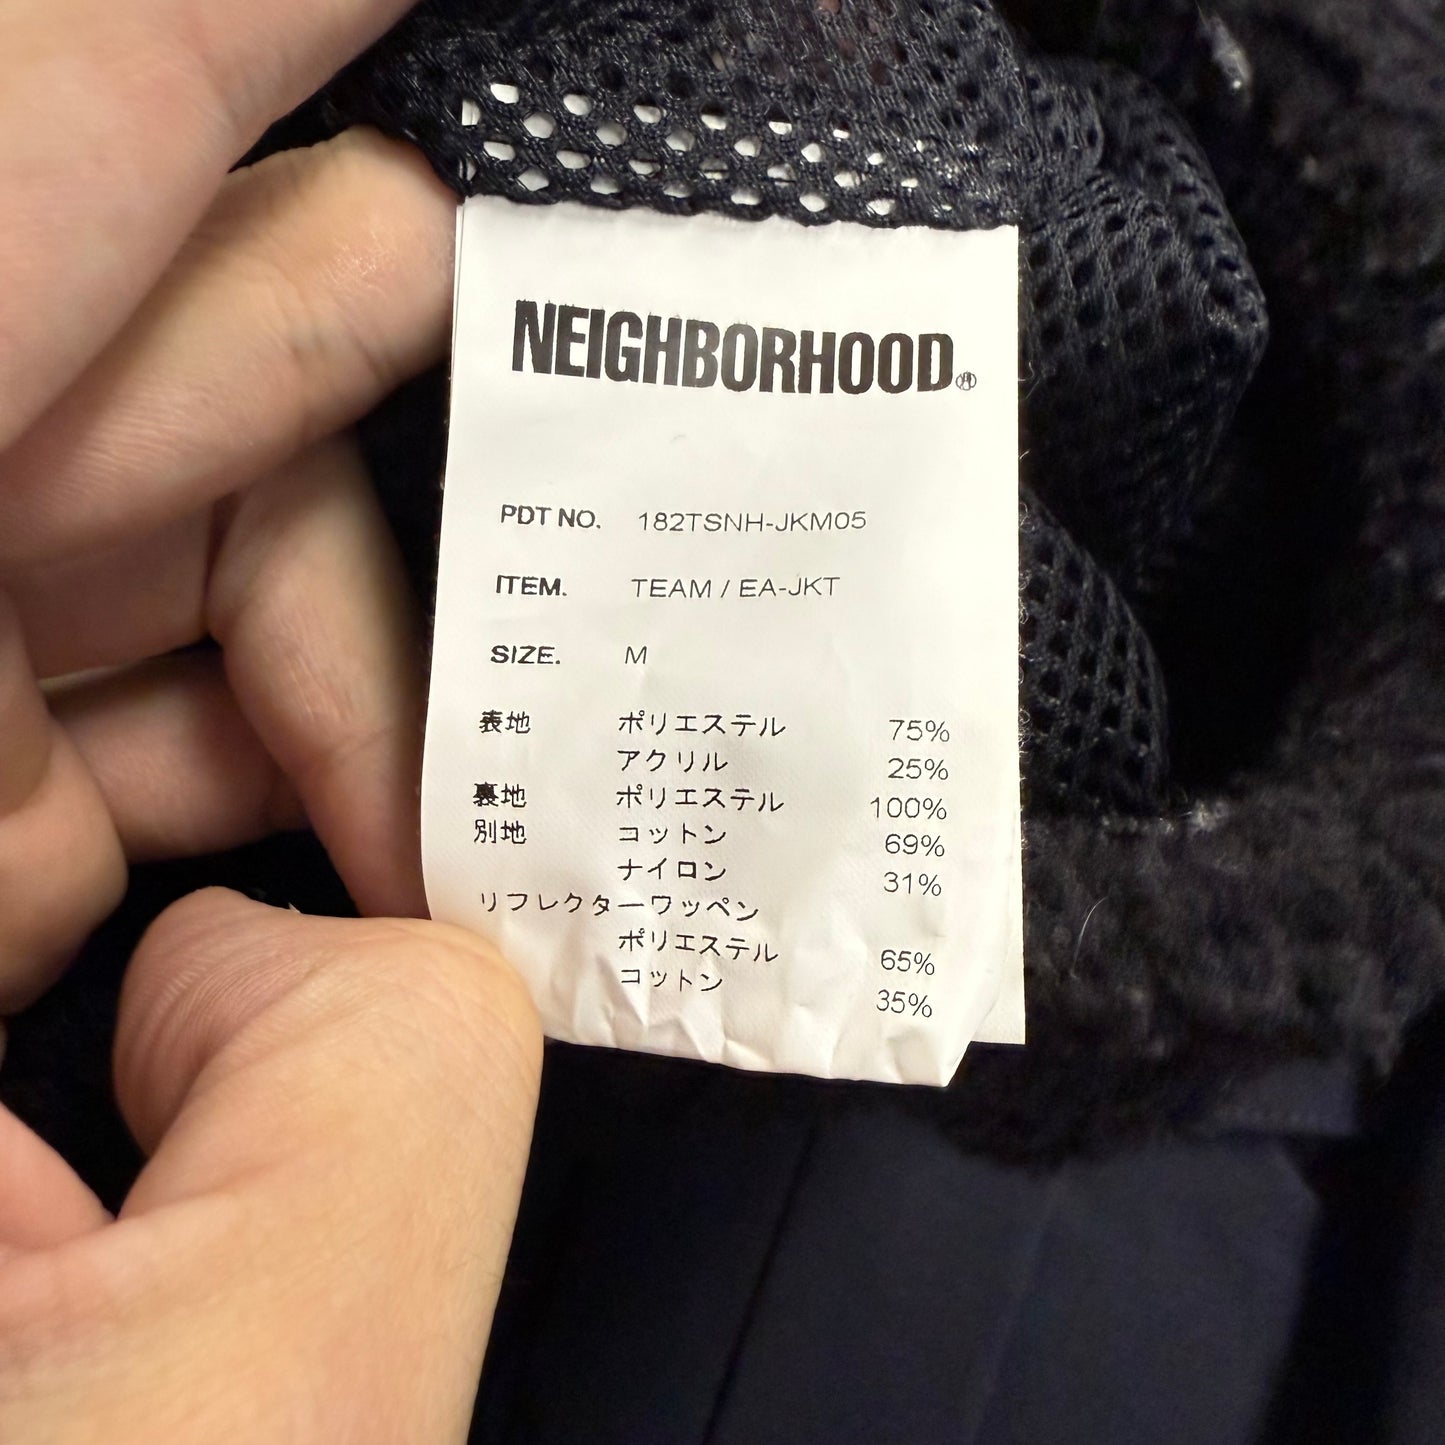 NEIGHBORHOOD®
PDT NO. 182TSNH-JKM05
ITEM. TEAM / EA-JKT
SIZE. M
表地 ポリエステル 75%
アクリル 25%
裏地 ポリエステル 100%
別地 コットン 69%
ナイロン 31%
リフレクターワッペン
ポリエステル 65%
コットン 35%